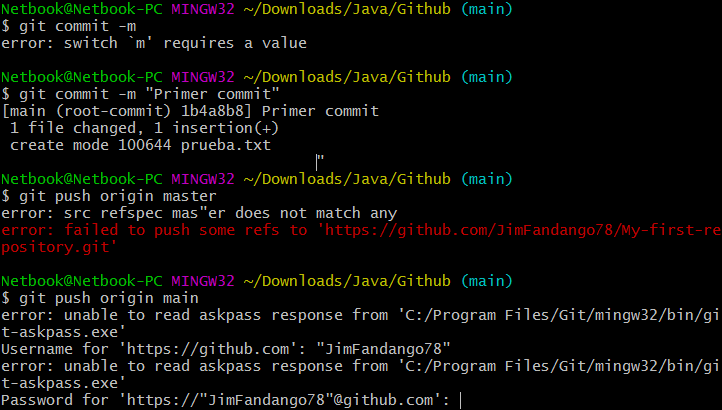 Netbook@Netbook-PC MINGW32 ~/Downloads/Java/Github (main)
$ git commit -m
error: switch `m' requires a value
Netbook@Netbook-PC MINGW32 ~/Downloads/Java/Github (main)
$ git commit -m "Primer commit"
[main (root-commit) 1b4a8b8] Primer commit
1 file changed, 1 insertion(+)
create mode 100644 prueba.txt
"
Netbook@Netbook-PC MINGW32 ~/Downloads/Java/Github (main)
$ git push origin master
error: src refspec mas"er does not match any
error: failed to push some refs to 'https://github.com/JimFandango78/My-first-re
pository.git'
Netbook@Netbook-PC MINGW32 ~/Downloads/Java/Github (main)
$ git push origin main
error: unable to read askpass response from 'C:/Program Files/Git/mingw32/bin/gi
t-askpass.exe'
Username for 'https://github.com': "JimFandango78"
error: unable to read askpass response from 'C:/Program Files/Git/mingw32/bin/gi
t-askpass.exe'
Password for 'https://"JimFandango78"@github.com':